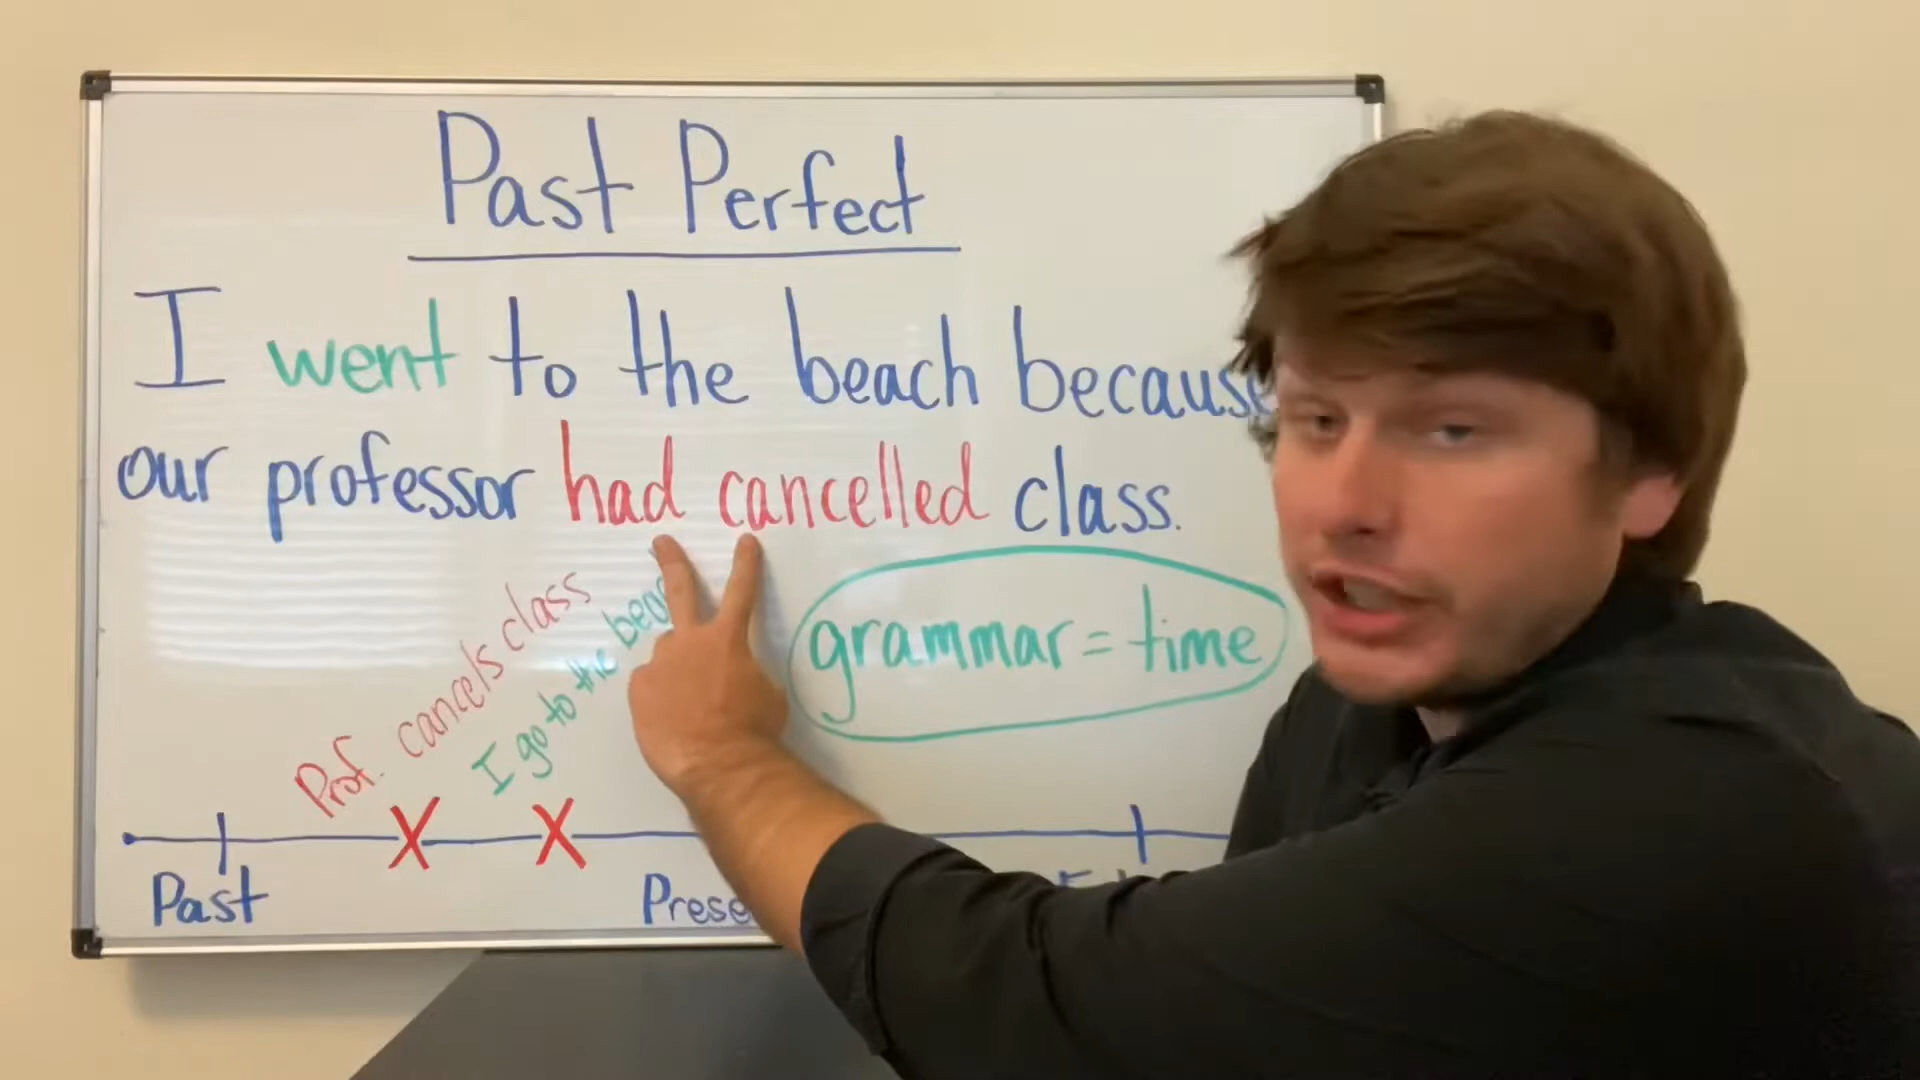 Past Perfect
I went to the beach because
our professor had cancelled class.
Prof. cancels class
I go to the
grammar = time
Past